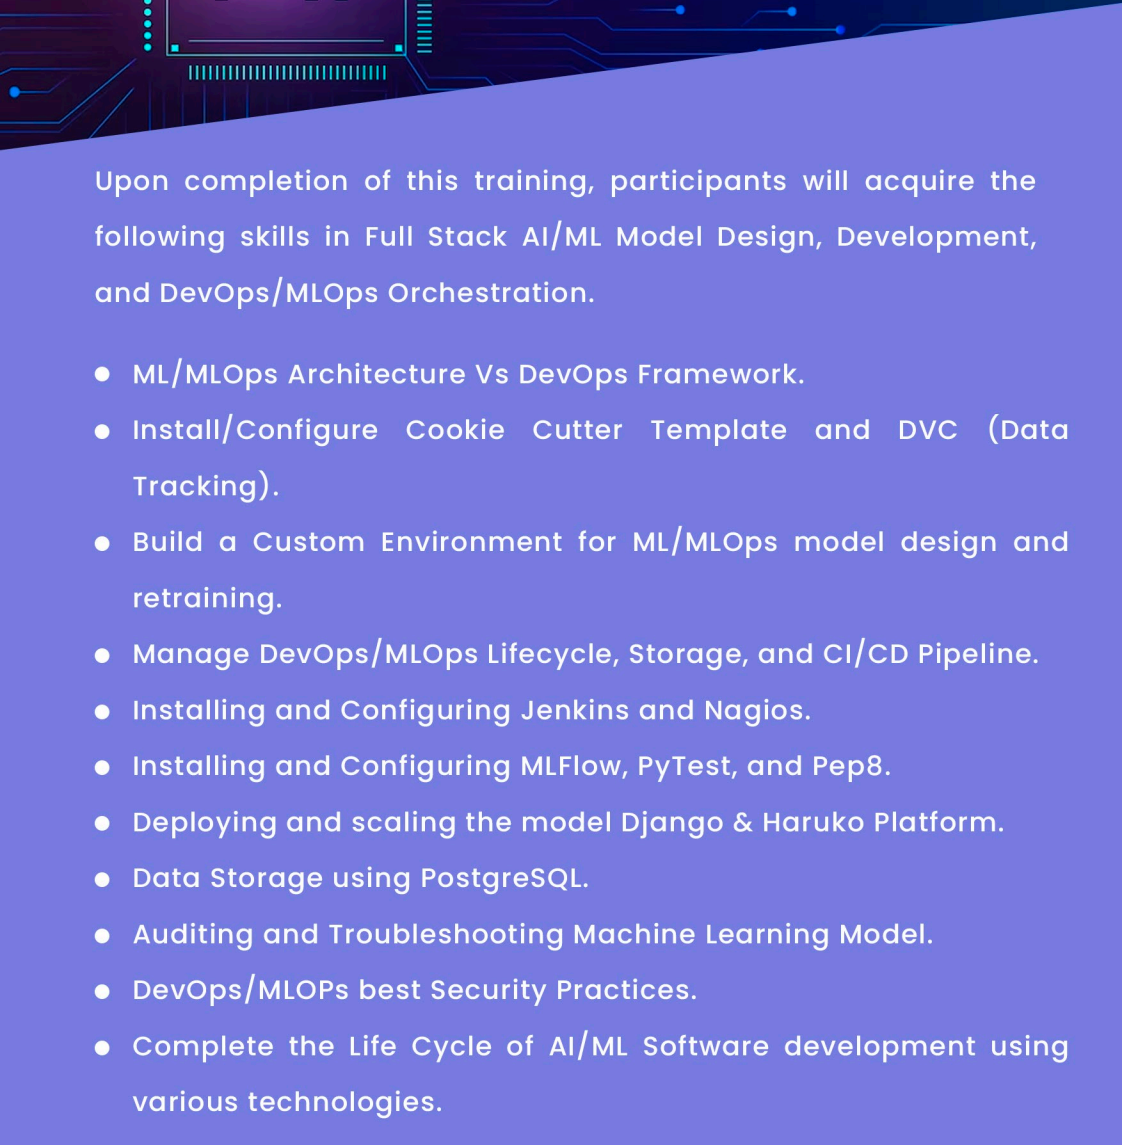 Upon completion of this training, participants will acquire the
following skills in Full Stack AI/ML Model Design, Development,
and DevOps/MLOps Orchestration.
ML/MLOps Architecture Vs DevOps Framework.
Install/Configure Cookie Cutter Template and DVC (Data
Tracking).
Build a Custom Environment for ML/MLOps model design and
retraining.
Manage DevOps/MLOps Lifecycle, Storage, and CI/CD Pipeline.
Installing and Configuring Jenkins and Nagios.
Installing and Configuring MLFlow, PyTest, and Pep8.
Deploying and scaling the model Django & Haruko Platform.
Data Storage using PostgreSQL.
Auditing and Troubleshooting Machine Learning Model.
DevOps/MLOPs best Security Practices.
Complete the Life Cycle of AI/ML Software development using
various technologies.